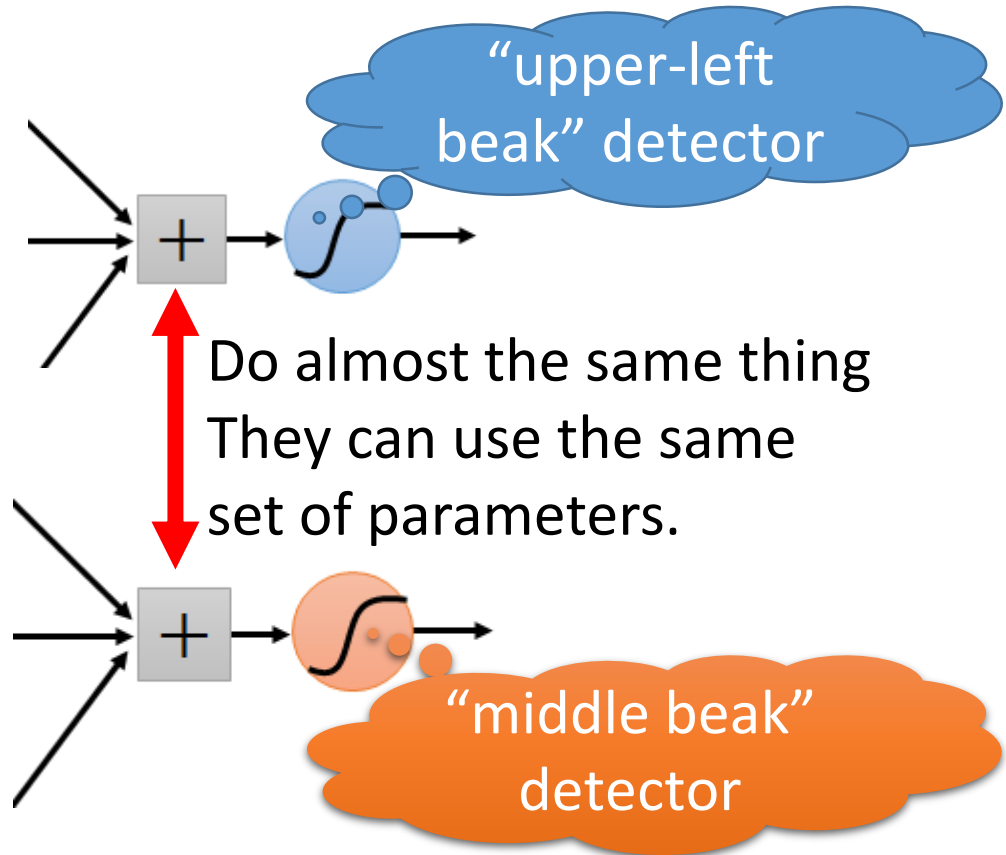 “upper-left
beak” detector
+
Do almost the same thing
They can use the same
set of parameters.
+
“middle beak”
detector